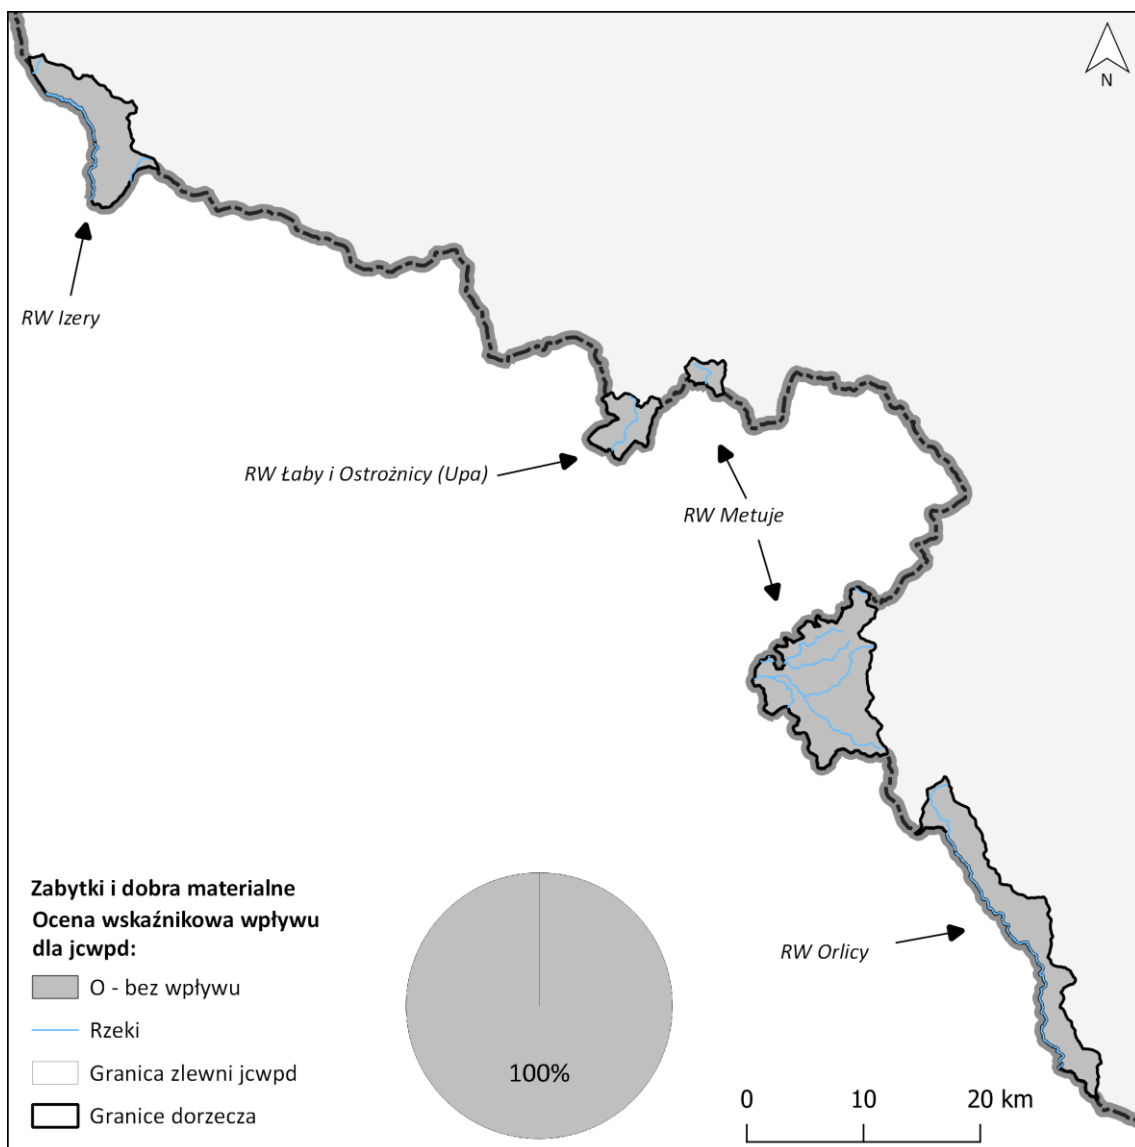 N
RW Izery
RW Łaby i Ostrożnicy (Upa)
RW Metuje
RW Orlicy
Zabytki i dobra materialne
Ocena wskaźnikowa wpływu
dla jcwpd:
O - bez wpływu
Rzeki
Granica zlewni jcwpd
Granice dorzecza
100%
0 10 20 km